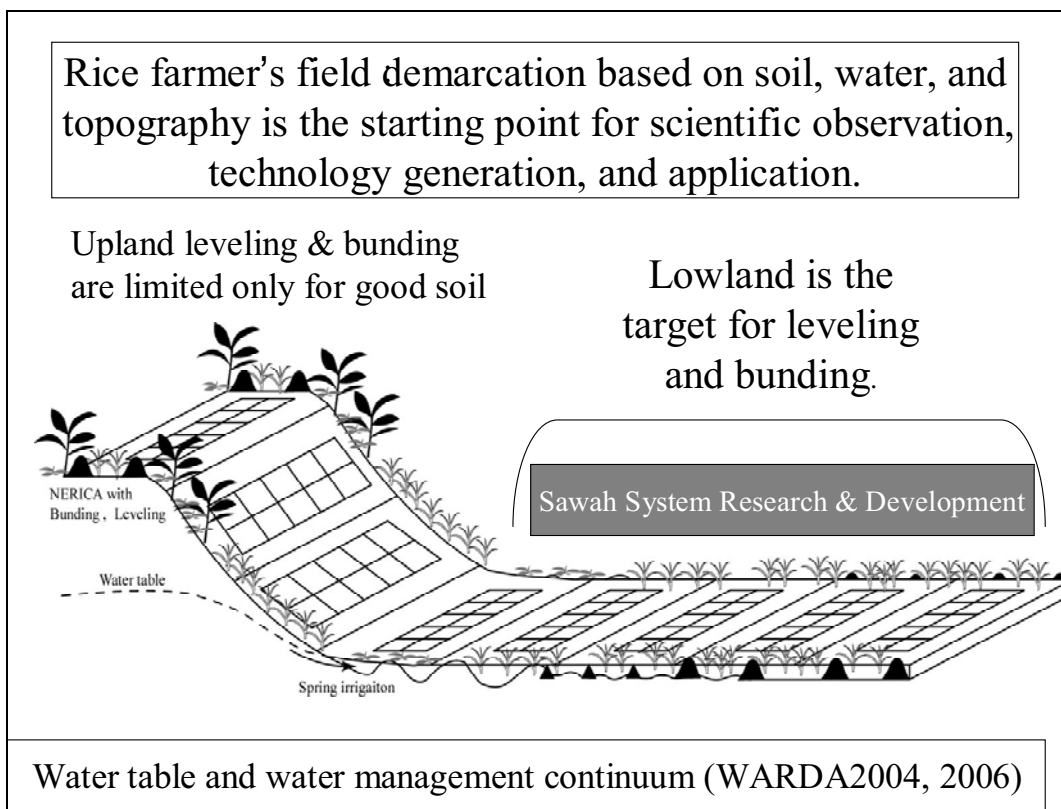 Rice farmer's field demarcation based on soil, water, and
topography is the starting point for scientific observation,
technology generation, and application.
Upland leveling & bunding
are limited only for good soil
Lowland is the
target for leveling
and bunding.
Sawah System Research & Development
NERICA with
Bunding , Leveling
Water table
Spring irrigaiton
Water table and water management continuum (WARDA2004, 2006)